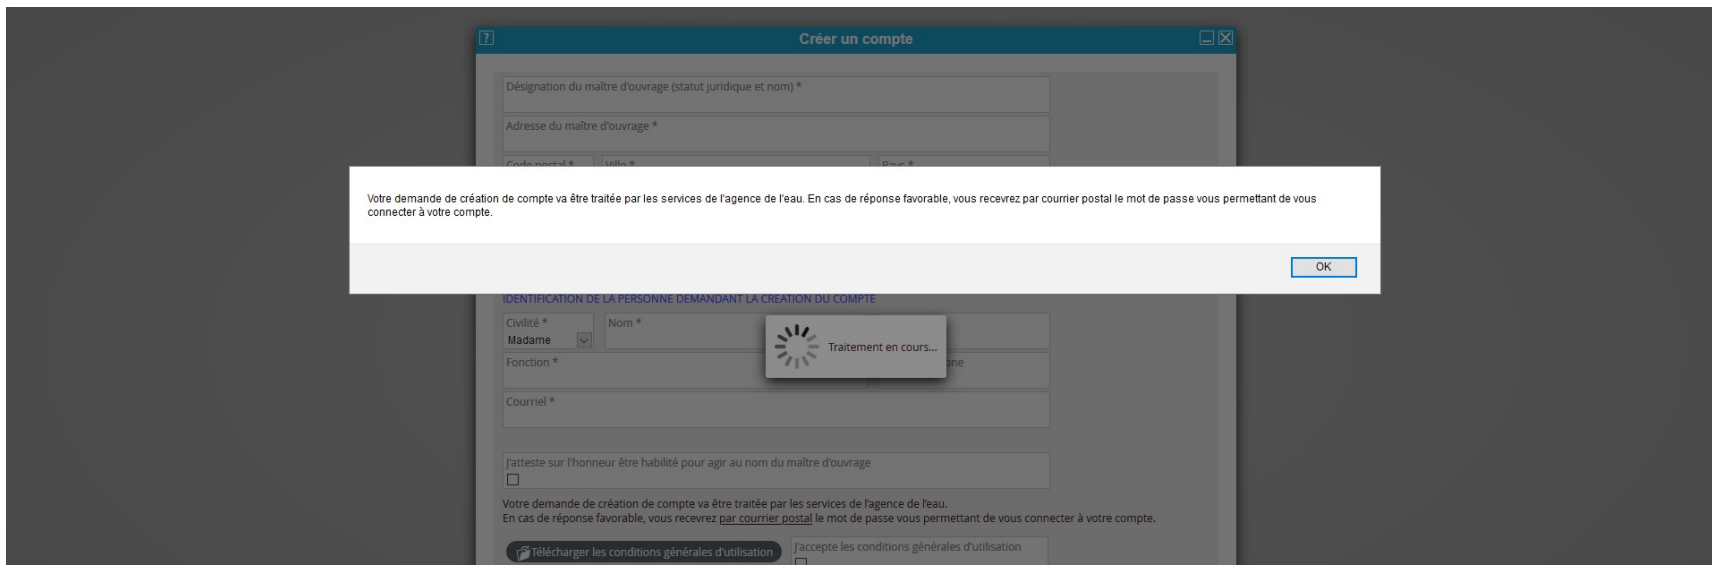 ?
Créer un compte
Désignation du maître d'ouvrage (statut juridique et nom) *
Adresse du maître d'ouvrage *
Code postal * Ville * Pays *
Votre demande de création de compte va être traitée par les services de l'agence de l'eau. En cas de réponse favorable, vous recevrez par courrier postal le mot de passe vous permettant de vous
connecter à votre compte.
OK
IDENTIFICATION DE LA PERSONNE DEMANDANT LA CREATION DU COMPTE
Civilité * Nom *
Madame
Traitement en cours...
Fonction *
Courriel *
J'atteste sur l'honneur être habilité pour agir au nom du maître d'ouvrage
Votre demande de création de compte va être traitée par les services de l'agence de l'eau.
En cas de réponse favorable, vous recevrez par courrier postal le mot de passe vous permettant de vous connecter à votre compte.
Télécharger les conditions générales d'utilisation
J'accepte les conditions générales d'utilisation